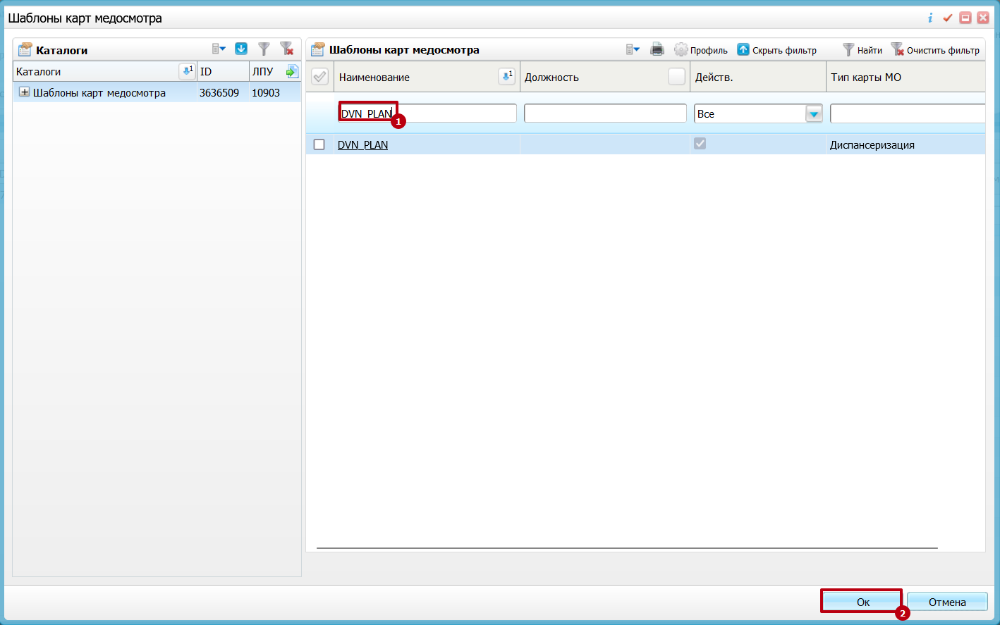 Шаблоны карт медосмотра
Каталоги
Каталоги ID ЛПУ
Шаблоны карт медосмотра 3636509 10903
Шаблоны карт медосмотра Профиль Скрыть фильтр Найти Очистить фильтр
Наименование Должность Действ. Тип карты МО
DVN_PLAN Все
1
DVN_PLAN Диспансеризация
Ок Отмена
2